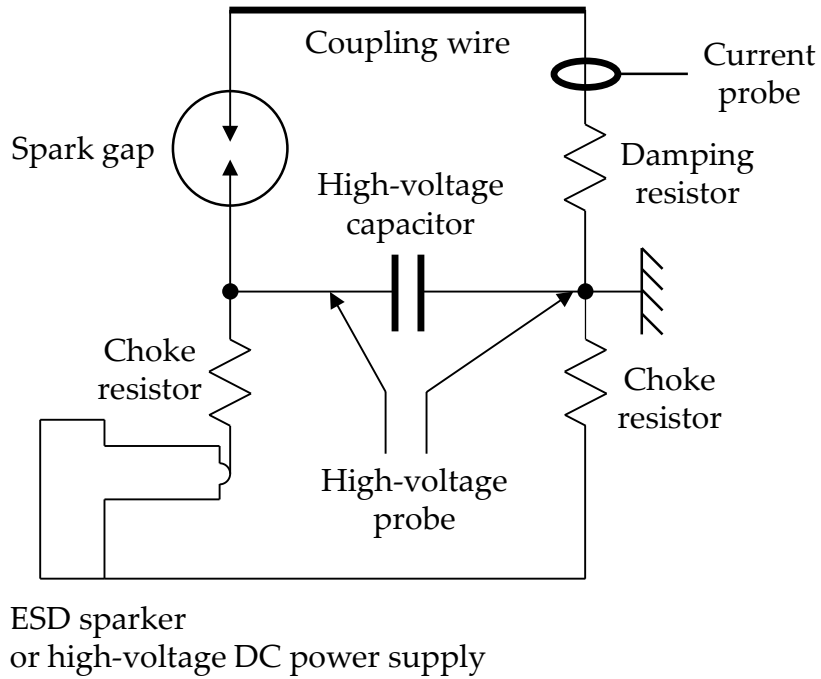 Coupling wire
Current
probe
Spark gap
Damping
resistor
High-voltage
capacitor
Choke
resistor
Choke
resistor
High-voltage
probe
ESD sparker
or high-voltage DC power supply